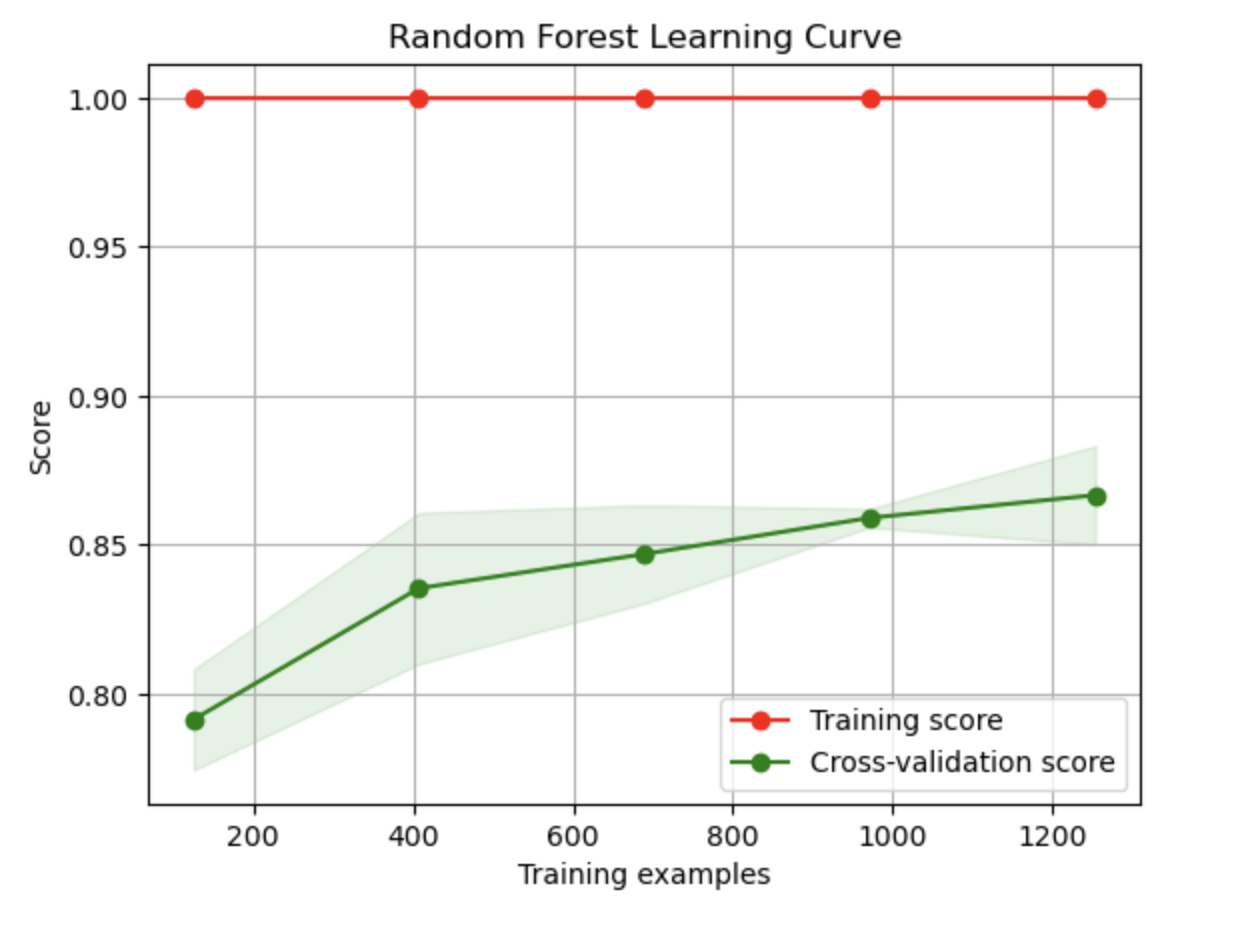 Random Forest Learning Curve
1.00
0.95
0.90
0.85
0.80
Score
Training score
Cross-validation score
200 400 600 800 1000 1200
Training examples